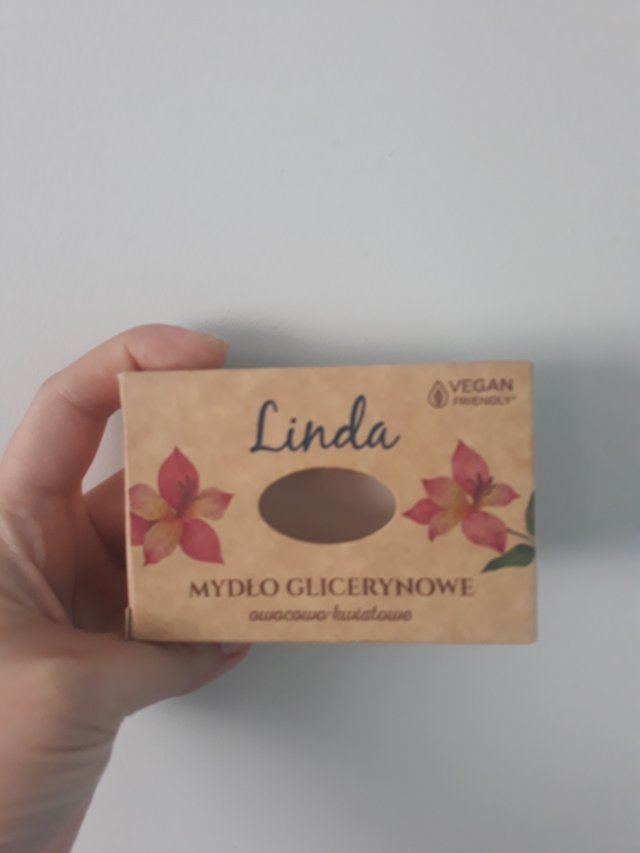 VEGAN
FRIENDLY*
Linda
MYDŁO GLICERYNOWE
owocowo-kwiatowe